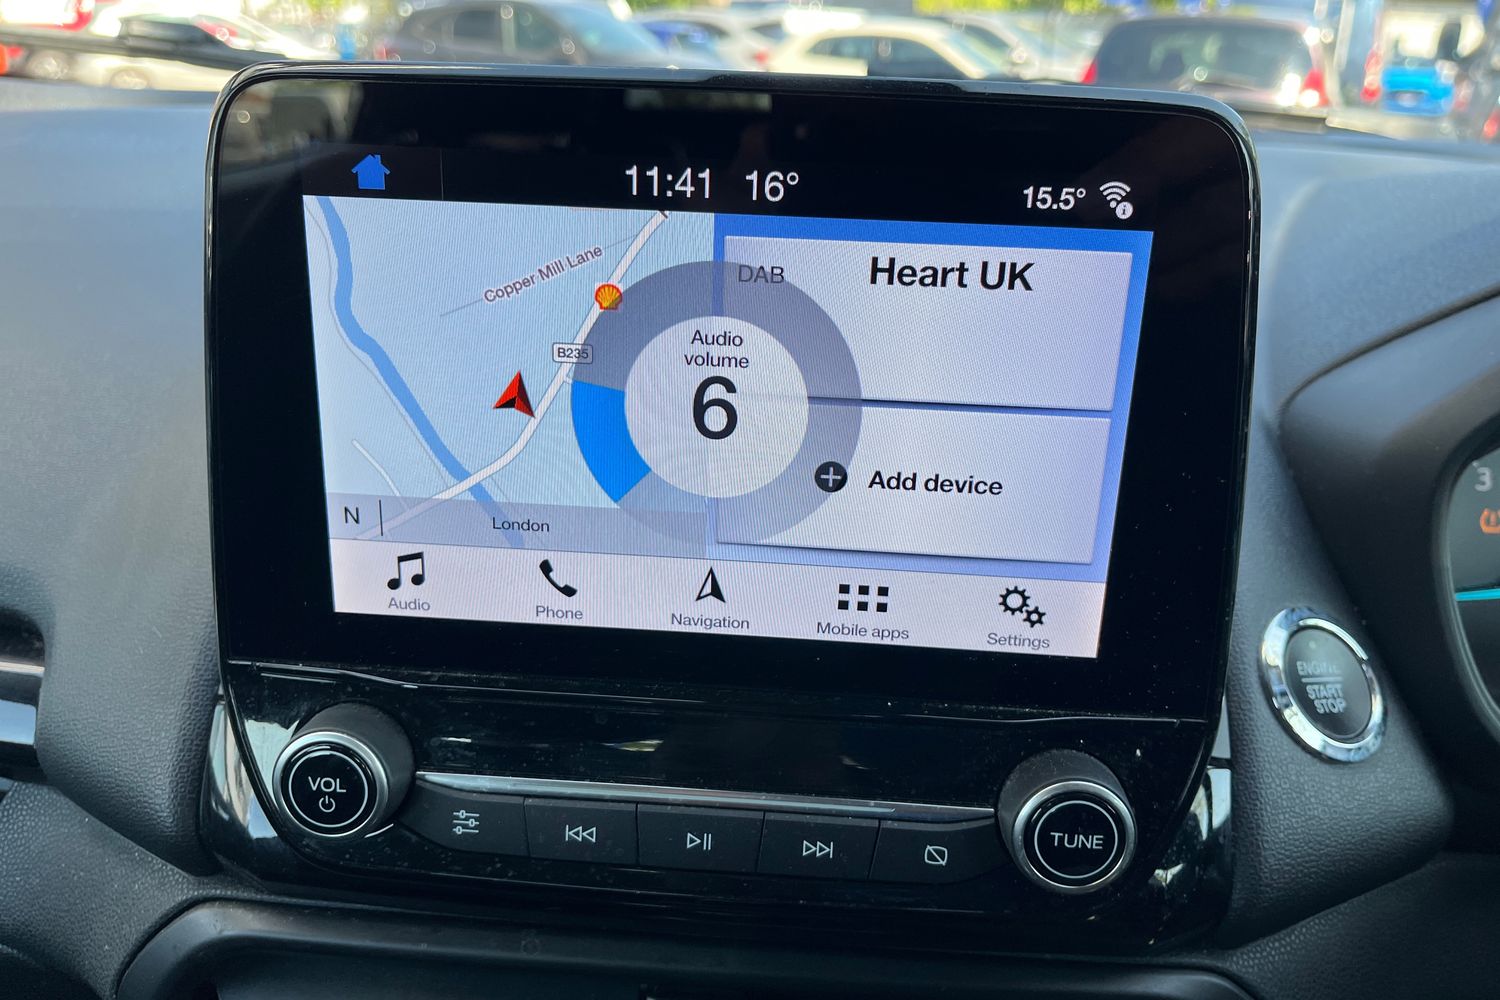 11:41 16° 15.5°
Copper Mill Lane
B235
N
London
DAB Heart UK
Audio
volume
6
Add device
Audio
Phone
Navigation
Mobile apps
Settings
ENGINE
START
STOP
VOL
TUNE
3